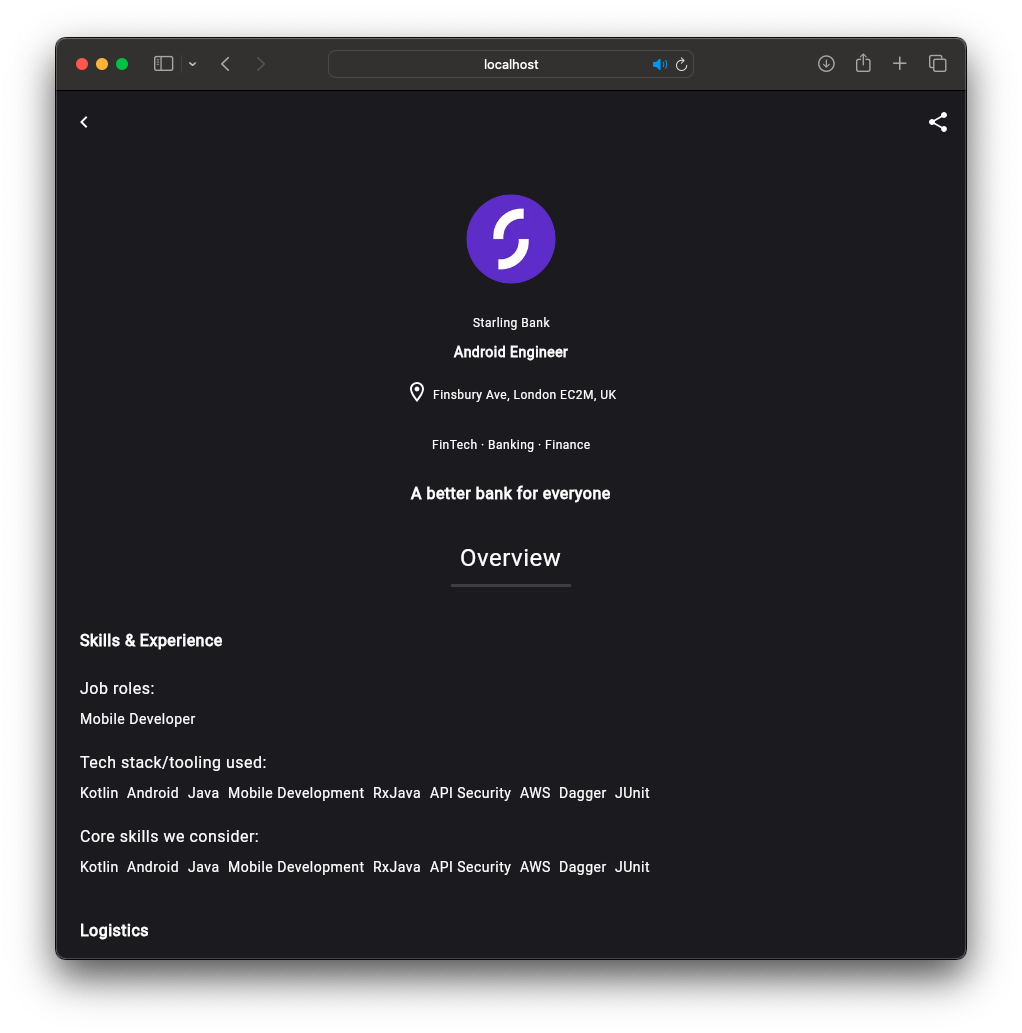 localhost
Starling Bank
Android Engineer
Finsbury Ave, London EC2M, UK
FinTech · Banking · Finance
A better bank for everyone
Overview
Skills & Experience
Job roles:
Mobile Developer
Tech stack/tooling used:
Kotlin Android Java Mobile Development RxJava API Security AWS Dagger JUnit
Core skills we consider:
Kotlin Android Java Mobile Development RxJava API Security AWS Dagger JUnit
Logistics